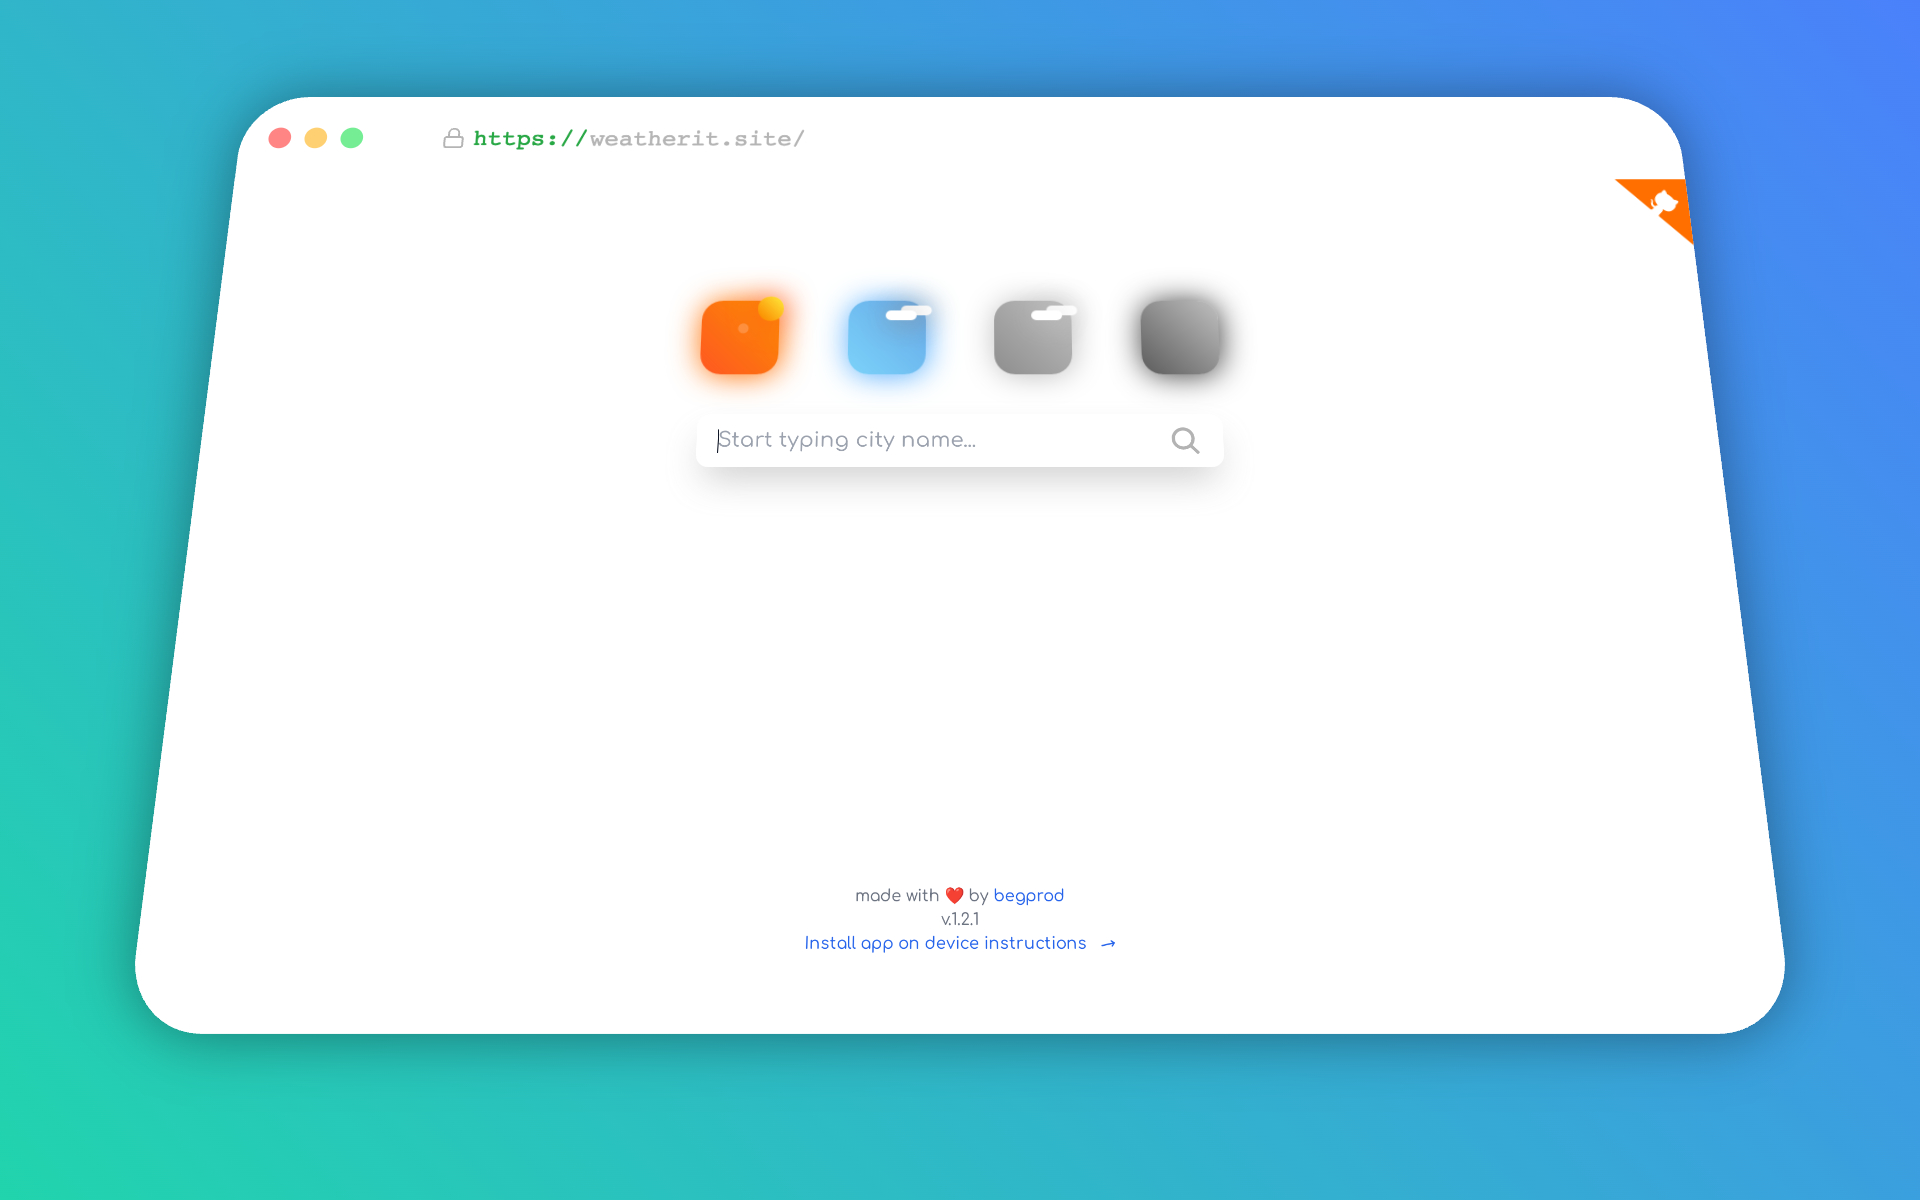 https://weatherit.site/
Start typing city name...
made with ❤️ by begprod
v.1.2.1
Install app on device instructions →